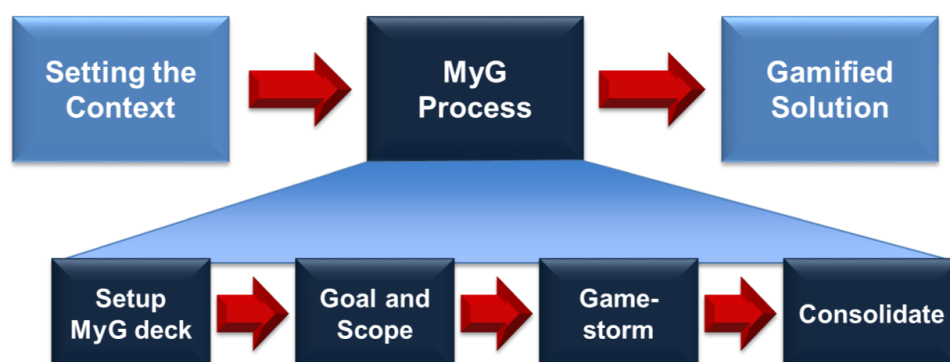 Setting the
Context
MyG
Process
Gamified
Solution
Setup
MyG deck
Goal and
Scope
Game-
storm
Consolidate